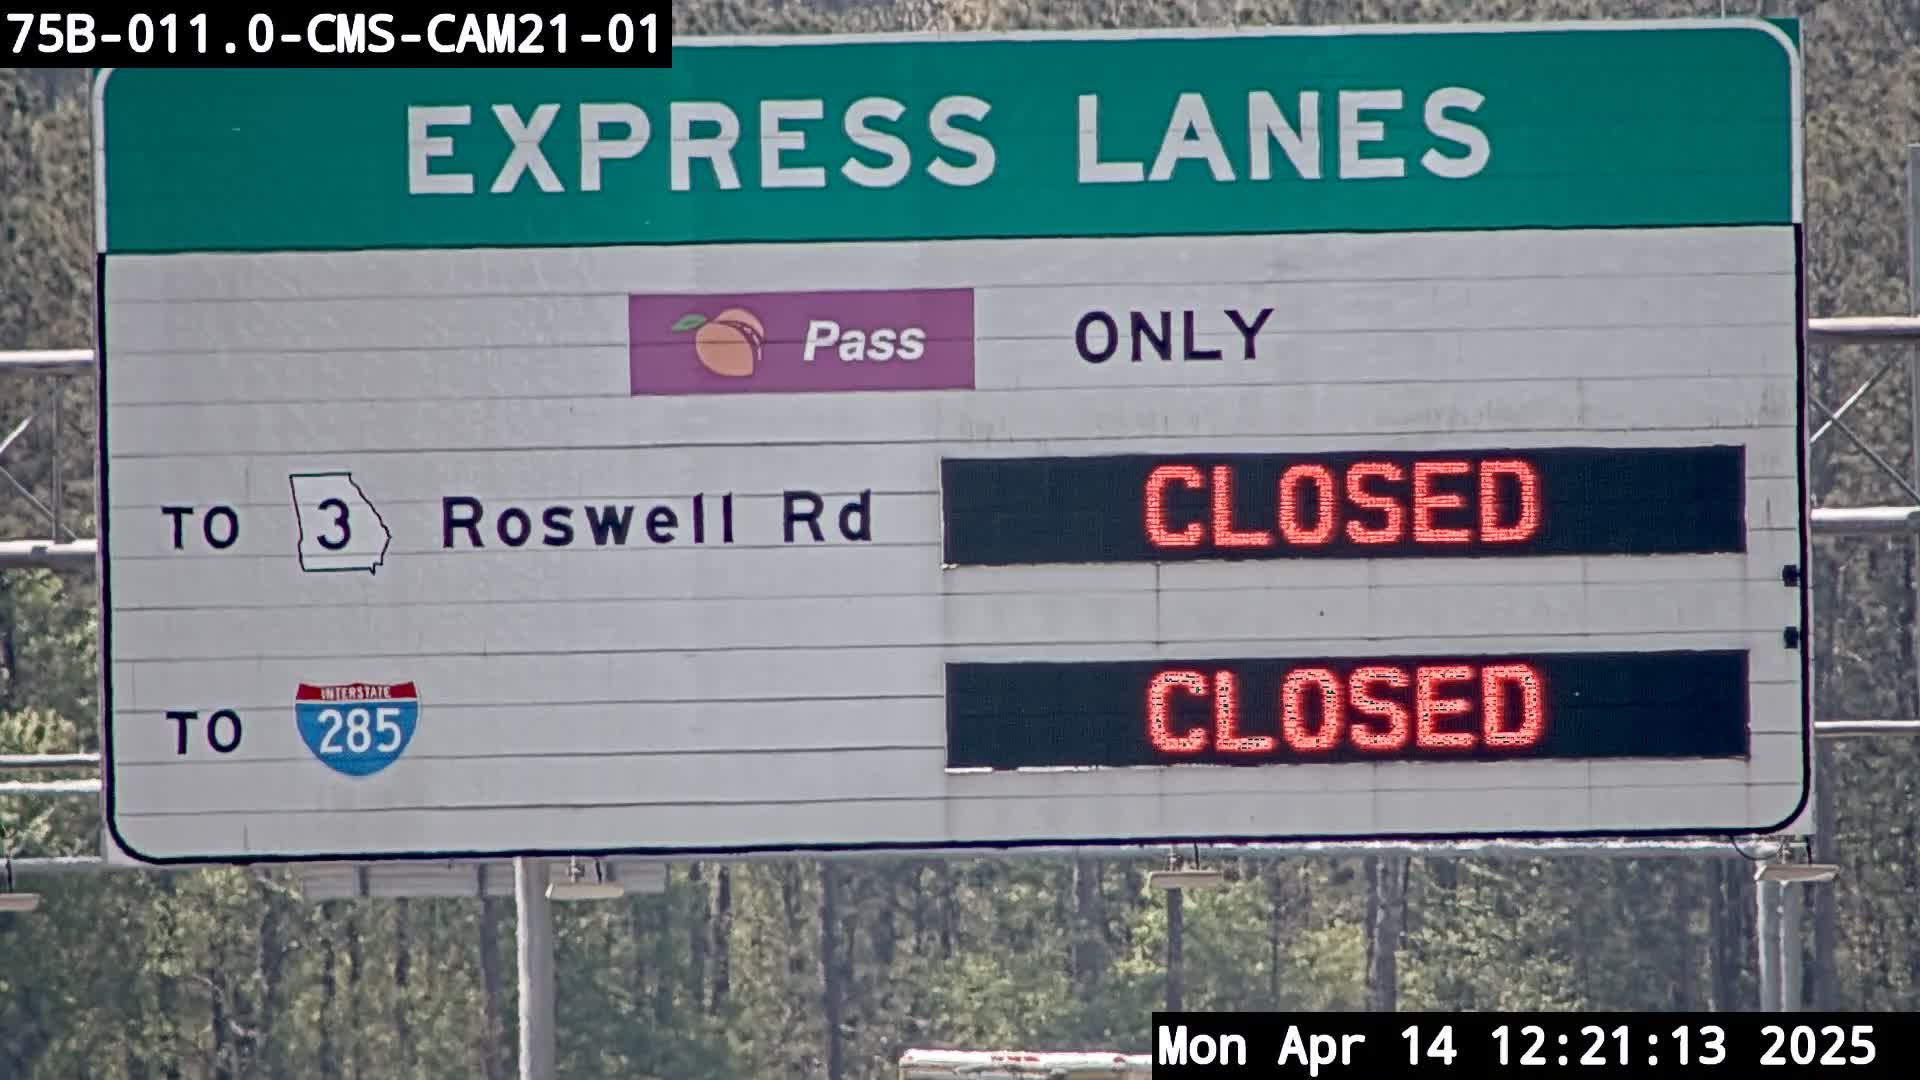 75B-011.0-CMS-CAM21-01
EXPRESS LANES
Pass ONLY
TO 3 Roswell Rd CLOSED
INTERSTATE
TO 285 CLOSED
Mon Apr 14 12:21:13 2025